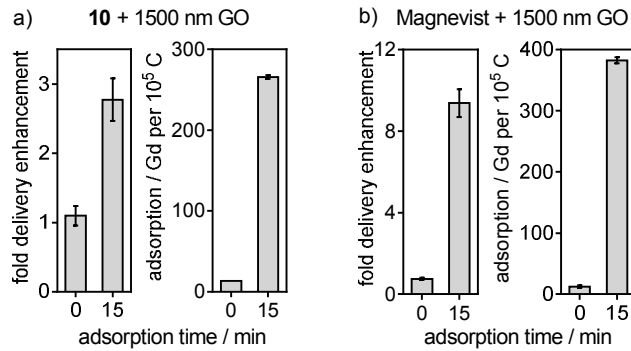 a) 10 + 1500 nm GO
fold delivery enhancement
3
2
1
0
0 15
adsorption / Gd per 10⁵ C
200
100
0
0 15
adsorption time / min
b) Magnevist + 1500 nm GO
fold delivery enhancement
12
8
4
0
0 15
adsorption / Gd per 10⁵ C
400
300
200
100
0
0 15
adsorption time / min